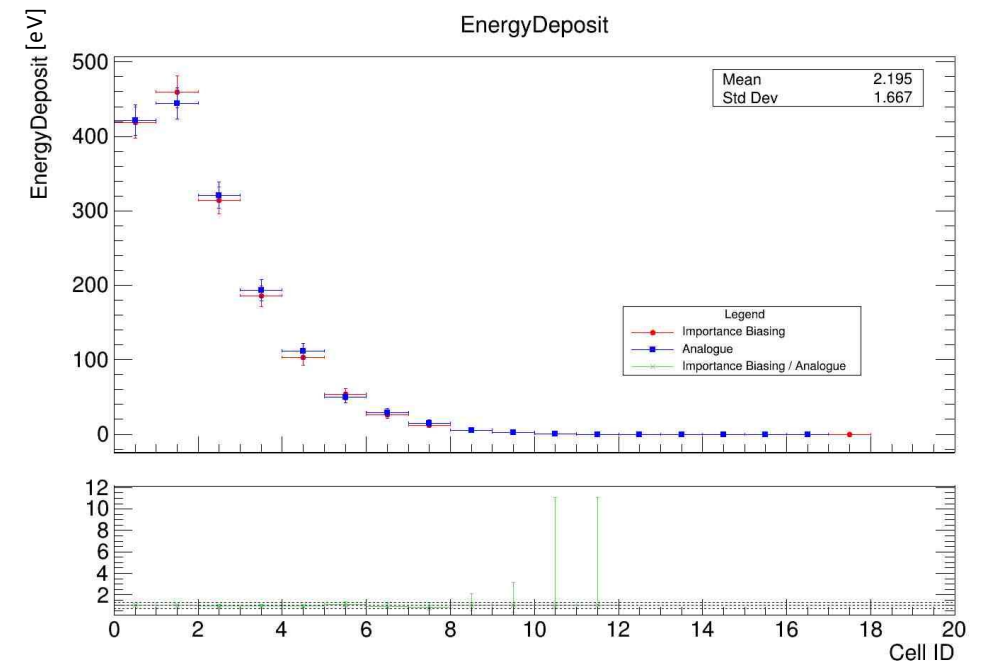 EnergyDeposit
EnergyDeposit [eV]
Mean 2.195
Std Dev 1.667
500
400
300
200
100
0
Legend
Importance Biasing
Analogue
Importance Biasing / Analogue
12
10
8
6
4
2
0 2 4 6 8 10 12 14 16 18 20
Cell ID